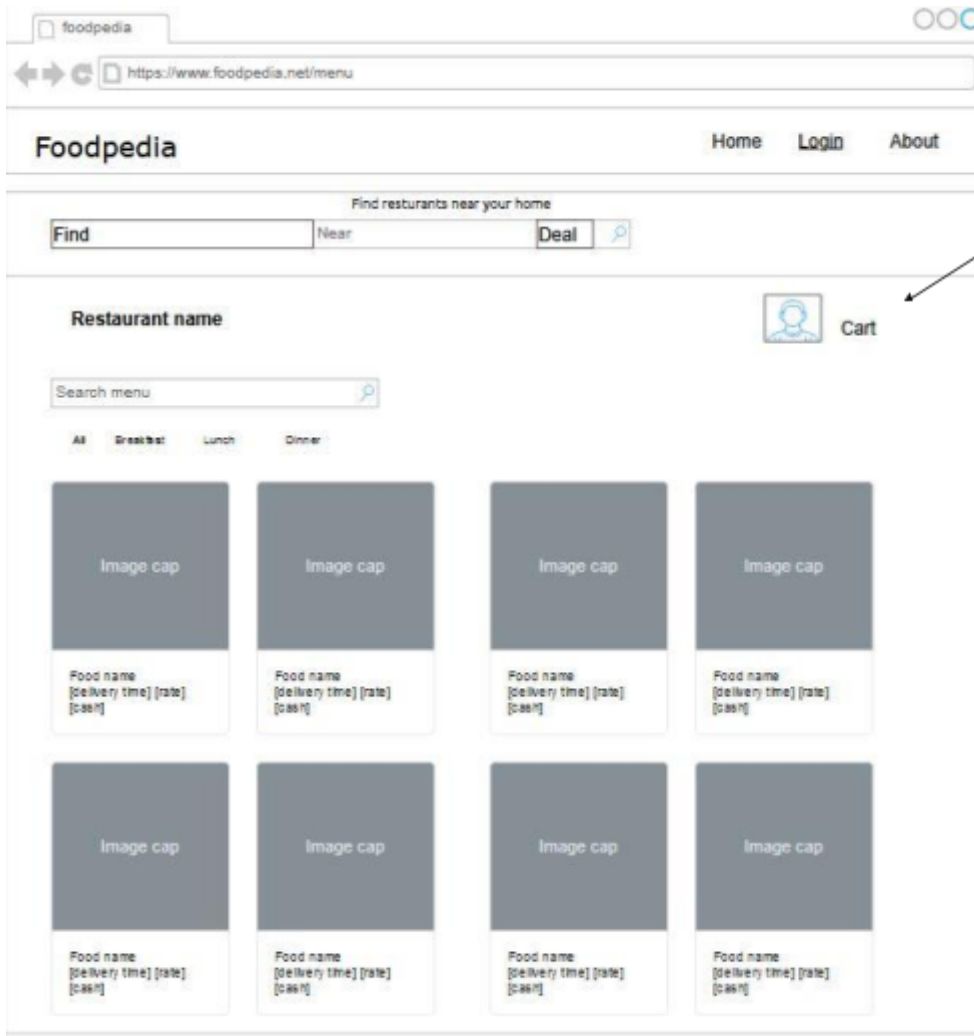 foodpedia
https://www.foodpedia.net/menu
Foodpedia
Home Login About
Find resturants near your home
Find Near Deal
Restaurant name
Cart
Search menu
All Breakfast Lunch Dinner
Image cap Image cap Image cap Image cap
Food name Food name Food name Food name
[delivery time] [rate] [delivery time] [rate] [delivery time] [rate] [delivery time] [rate]
[cash] [cash] [cash] [cash]
Image cap Image cap Image cap Image cap
Food name Food name Food name Food name
[delivery time] [rate] [delivery time] [rate] [delivery time] [rate] [delivery time] [rate]
[cash] [cash] [cash] [cash]